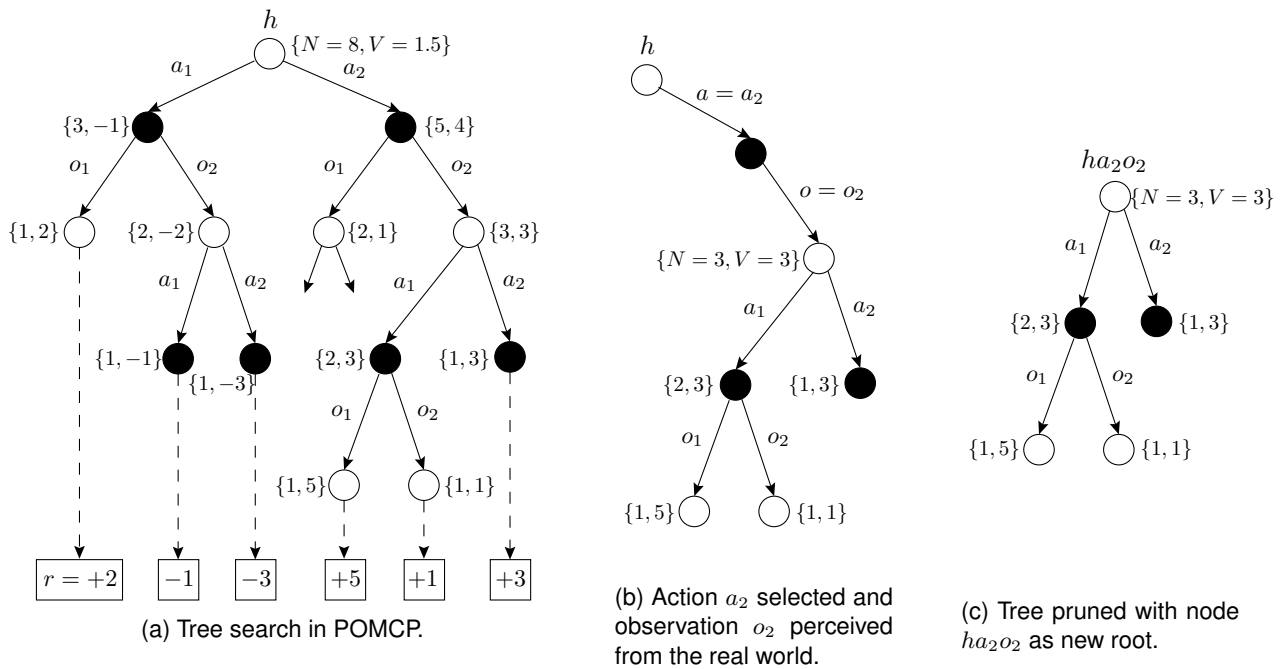 h
{N = 8, V = 1.5}
a₁
a₂
{3, −1}
{5, 4}
o₁
o₂
o₁
o₂
{1, 2}
{2, −2}
{2, 1}
{3, 3}
a₁
a₂
a₁
a₂
{1, −1}
{1, −3}
{2, 3}
{1, 3}
o₁
o₂
{1, 5}
{1, 1}
r = +2
−1
−3
+5
+1
+3
(a) Tree search in POMCP.
h
a = a₂
o = o₂
{N = 3, V = 3}
a₁
a₂
{2, 3}
{1, 3}
o₁
o₂
{1, 5}
{1, 1}
(b) Action a₂ selected and
observation o₂ perceived
from the real world.
ha₂o₂
{N = 3, V = 3}
a₁
a₂
{2, 3}
{1, 3}
o₁
o₂
{1, 5}
{1, 1}
(c) Tree pruned with node
ha₂o₂ as new root.